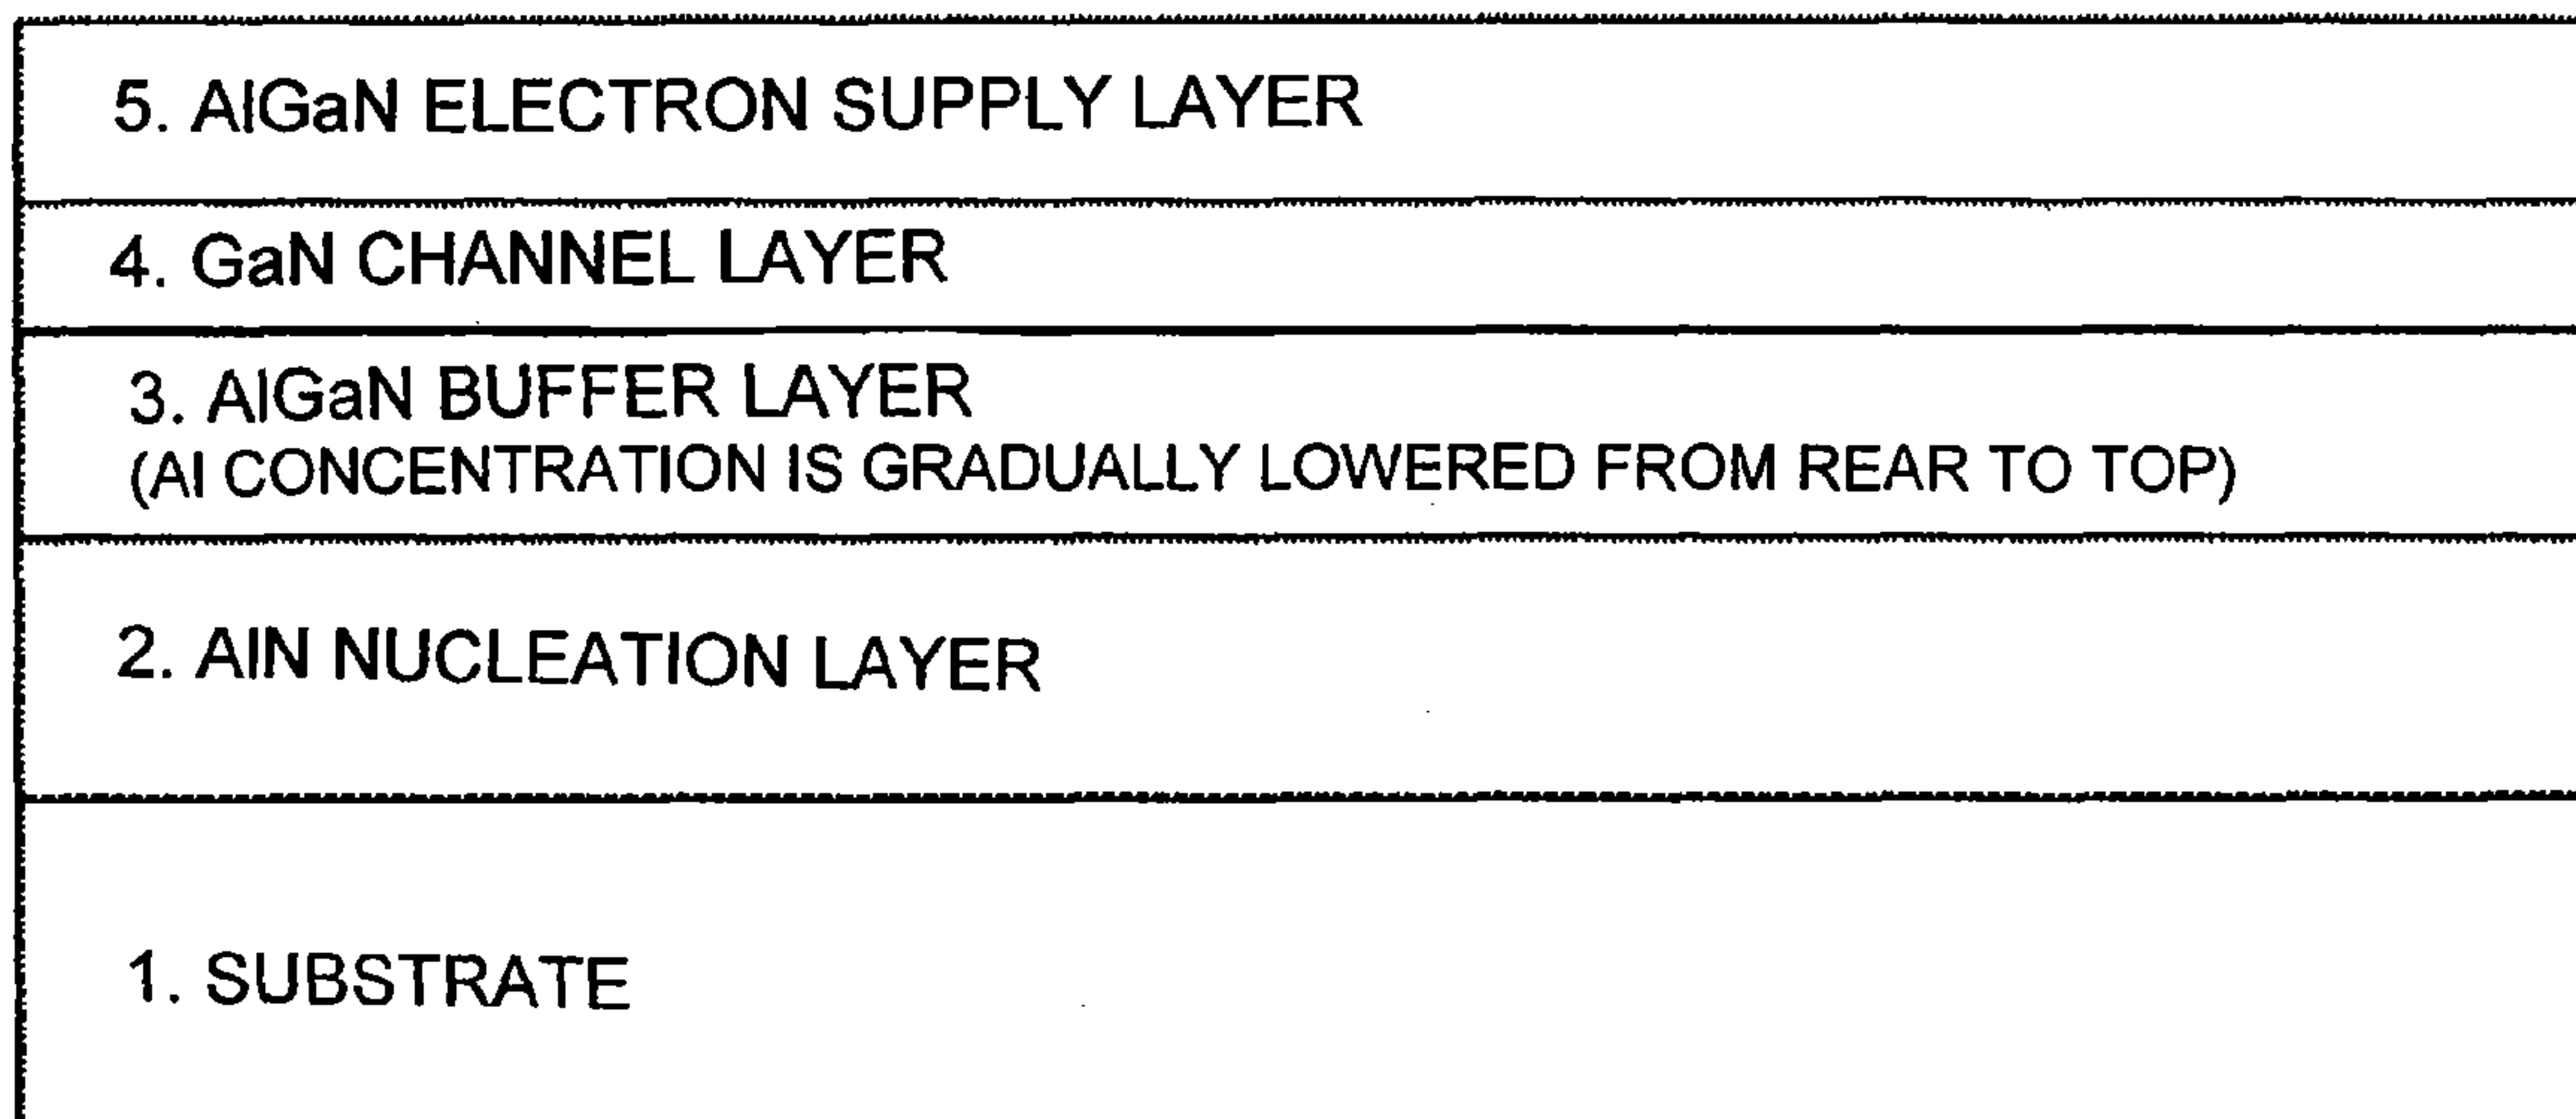 5. AlGaN ELECTRON SUPPLY LAYER
4. GaN CHANNEL LAYER
3. AlGaN BUFFER LAYER
(Al CONCENTRATION IS GRADUALLY LOWERED FROM REAR TO TOP)
2. AlN NUCLEATION LAYER
1. SUBSTRATE